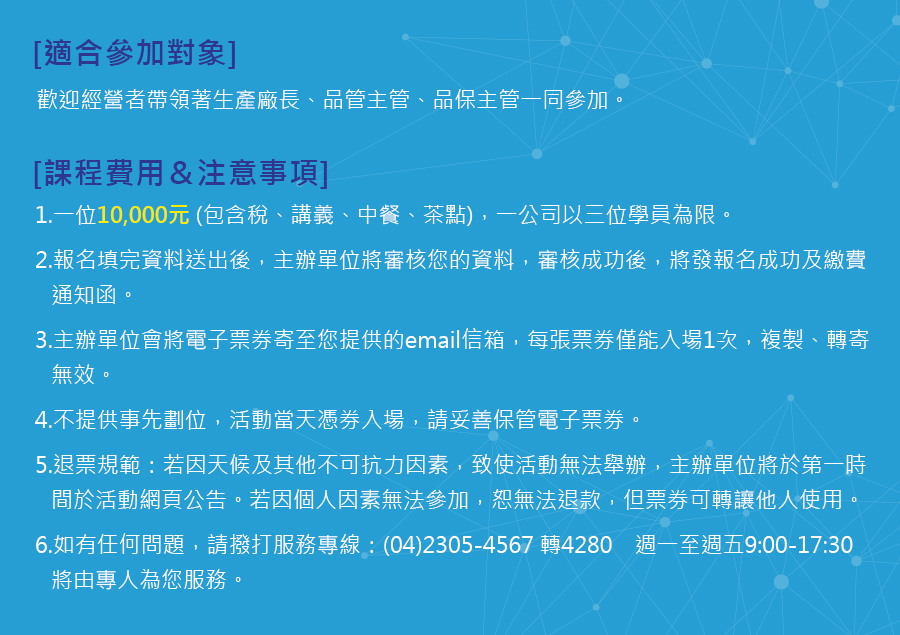 [適合參加對象]
歡迎經營者帶領著生產廠長、品管主管、品保主管一同參加。
[課程費用＆注意事項]
1.一位10,000元 (包含稅、講義、中餐、茶點)，一公司以三位學員為限。
2.報名填完資料送出後，主辦單位將審核您的資料，審核成功後，將發報名成功及繳費
通知函。
3.主辦單位會將電子票券寄至您提供的email信箱，每張票券僅能入場1次，複製、轉寄
無效。
4.不提供事先劃位，活動當天憑券入場，請妥善保管電子票券。
5.退票規範：若因天候及其他不可抗力因素，致使活動無法舉辦，主辦單位將於第一時
間於活動網頁公告。若因個人因素無法參加，恕無法退款，但票券可轉讓他人使用。
6.如有任何問題，請撥打服務專線：(04)2305-4567 轉4280　週一至週五9:00-17:30
將由專人為您服務。